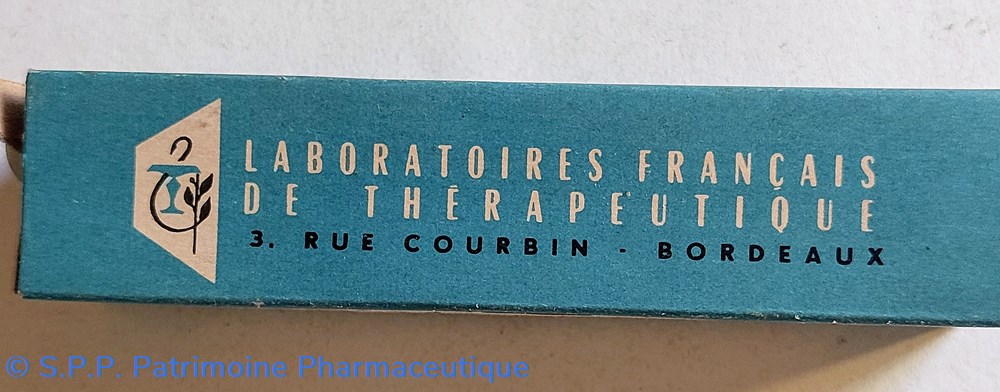 LABORATOIRES FRANÇAIS
DE THÉRAPEUTIQUE
3. RUE COURBIN - BORDEAUX
© S.P.P. Patrimoine Pharmaceutique